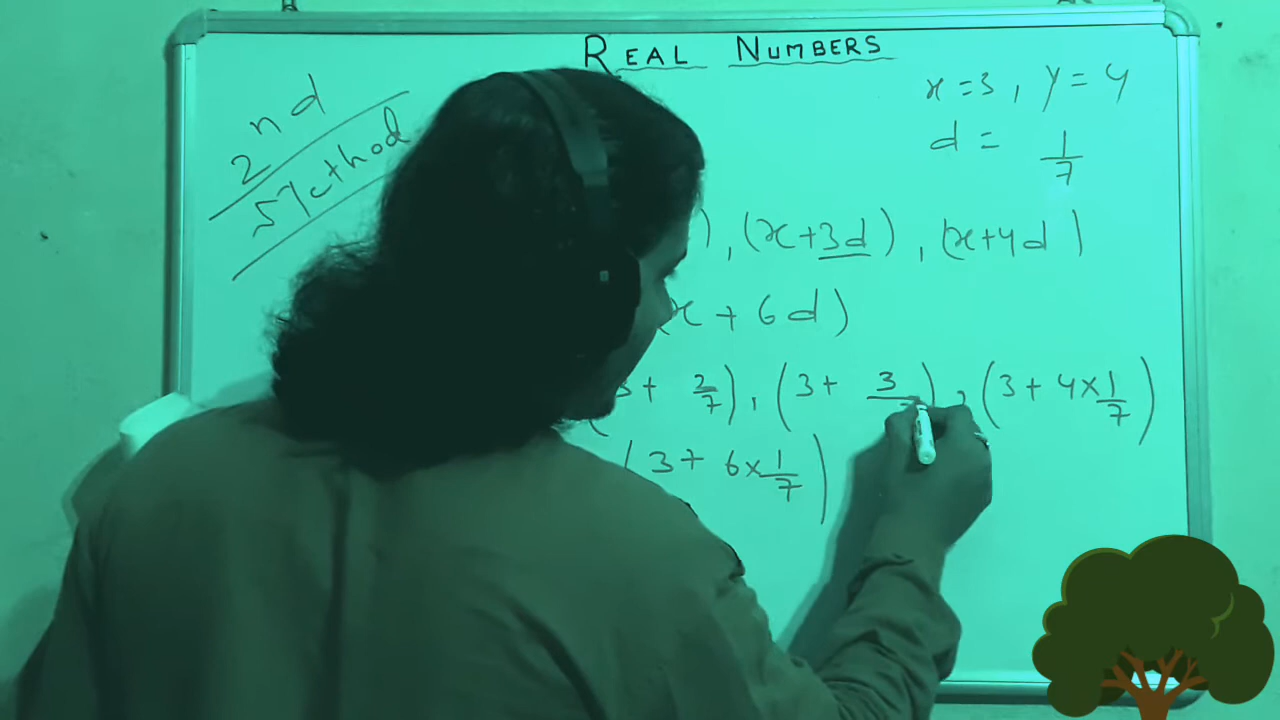 REAL NUMBERS
2nd
Method
x = 3 , y = 4
d = 1/7
) , (x+3d) , (x+4d)
(x + 6d)
3 + 2/7) , (3 + 3/ ) , (3 + 4×1/7)
(3 + 6×1/7)